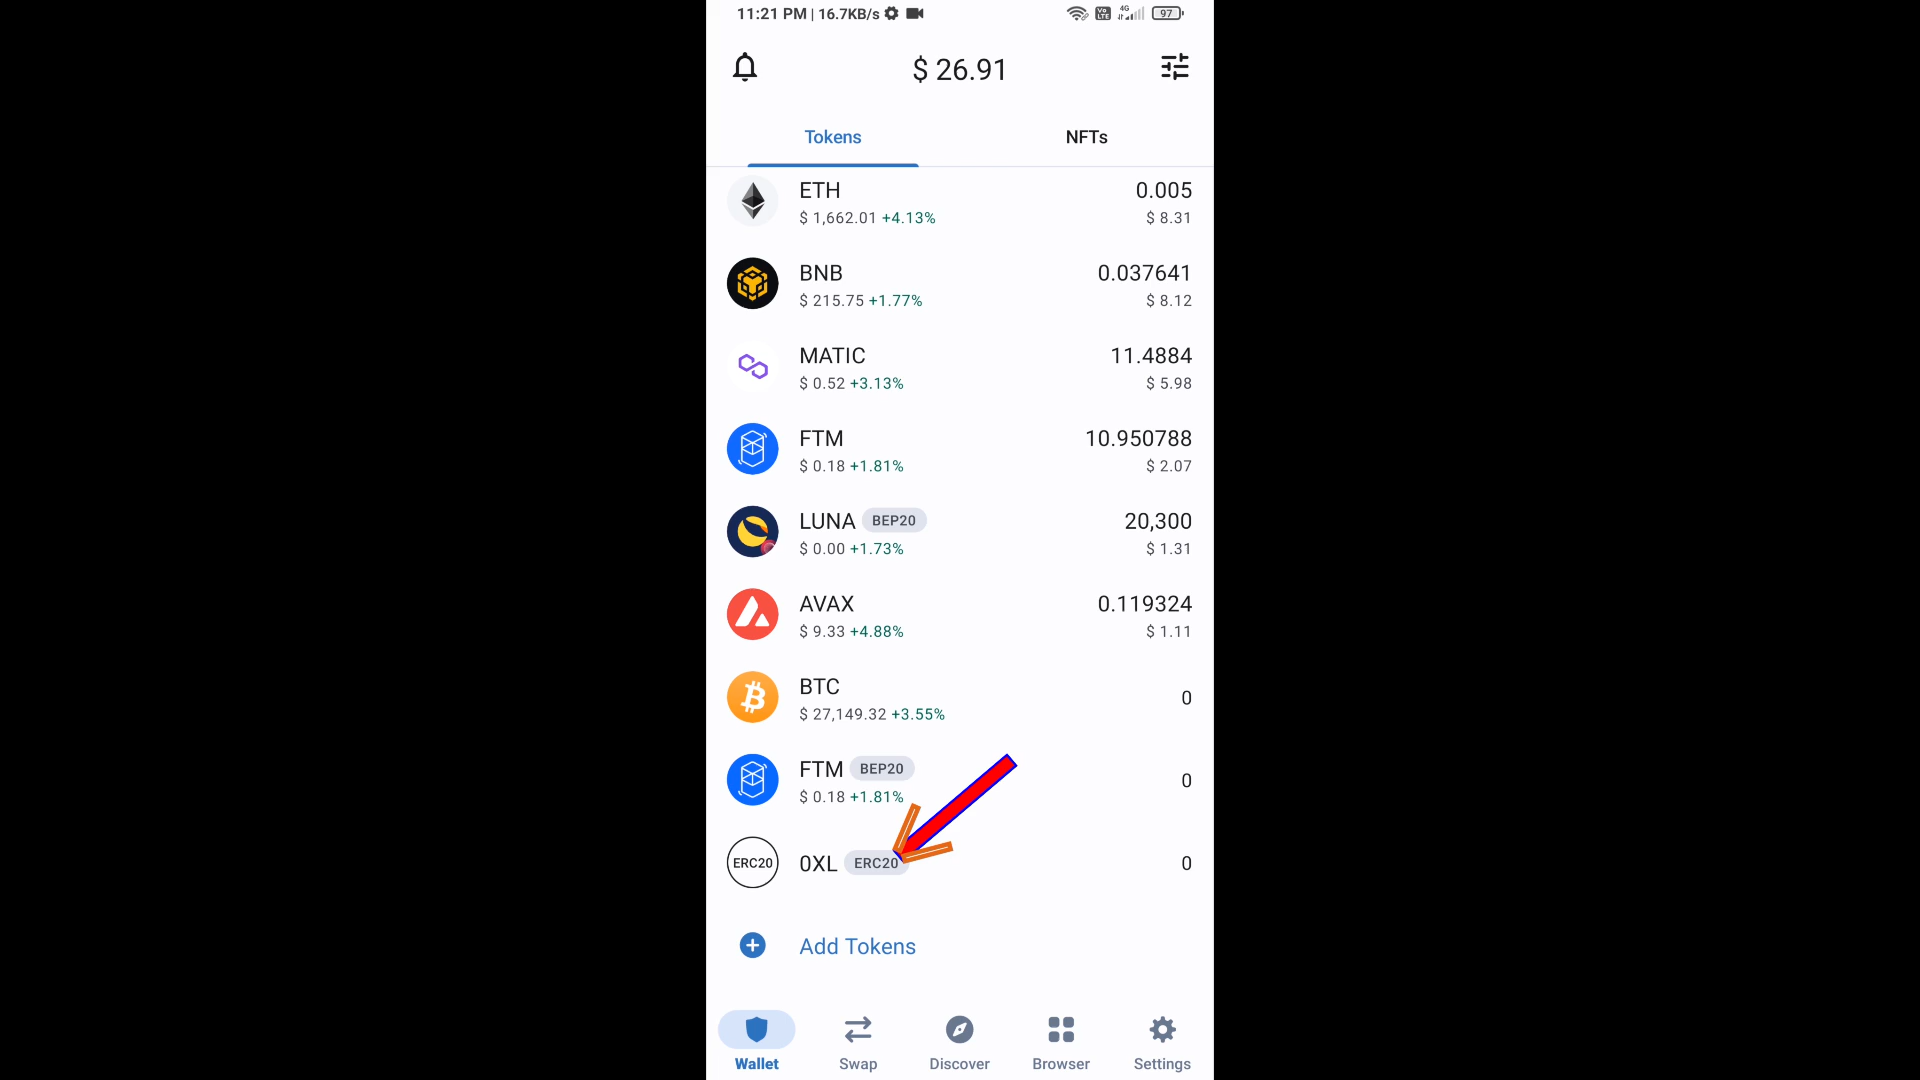 11:21 PM | 16.7KB/s
Vo LTE 4G 97
$ 26.91
Tokens NFTs
ETH 0.005
$ 1,662.01 +4.13% $ 8.31
BNB 0.037641
$ 215.75 +1.77% $ 8.12
MATIC 11.4884
$ 0.52 +3.13% $ 5.98
FTM 10.950788
$ 0.18 +1.81% $ 2.07
LUNA BEP20 20,300
$ 0.00 +1.73% $ 1.31
AVAX 0.119324
$ 9.33 +4.88% $ 1.11
BTC 0
$ 27,149.32 +3.55%
FTM BEP20 0
$ 0.18 +1.81%
ERC20 0XL ERC20 0
Add Tokens
Wallet Swap Discover Browser Settings